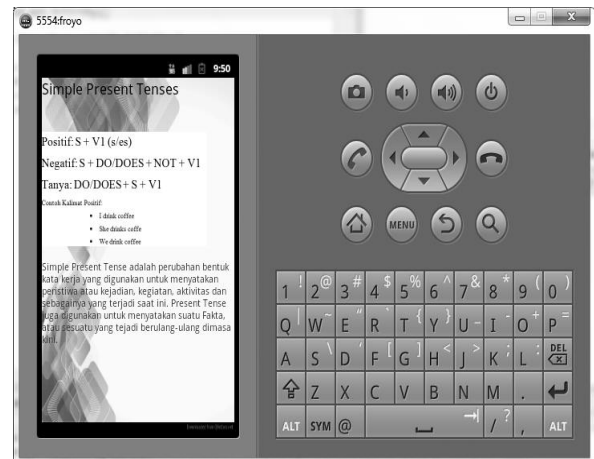 5554:froyo
9:50
Simple Present Tenses
Positif: S + V1 (s/es)
Negatif: S + DO/DOES + NOT + V1
Tanya: DO/DOES + S + V1
Contoh Kalimat Positif:
• I drink coffee
• She drinks coffe
• We drink coffee
Simple Present Tense adalah perubahan bentuk
kata kerja yang digunakan untuk menyatakan
peristiwa atau kejadian, kegiatan, aktivitas dan
sebagainya yang terjadi saat ini. Present Tense
juga digunakan untuk menyatakan suatu Fakta,
atau sesuatu yang tejadi berulang-ulang dimasa
kini.
MENU
1 ! 2 @ 3 # 4 $ 5 % 6 ^ 7 & 8 * 9 ( 0 )
Q | W ~ E " R ` T { Y } U _ I - O + P =
A S \ D ' F [ G ] H < J > K ; L : DEL
Z X C V B N M .
ALT SYM @ / ? , ALT